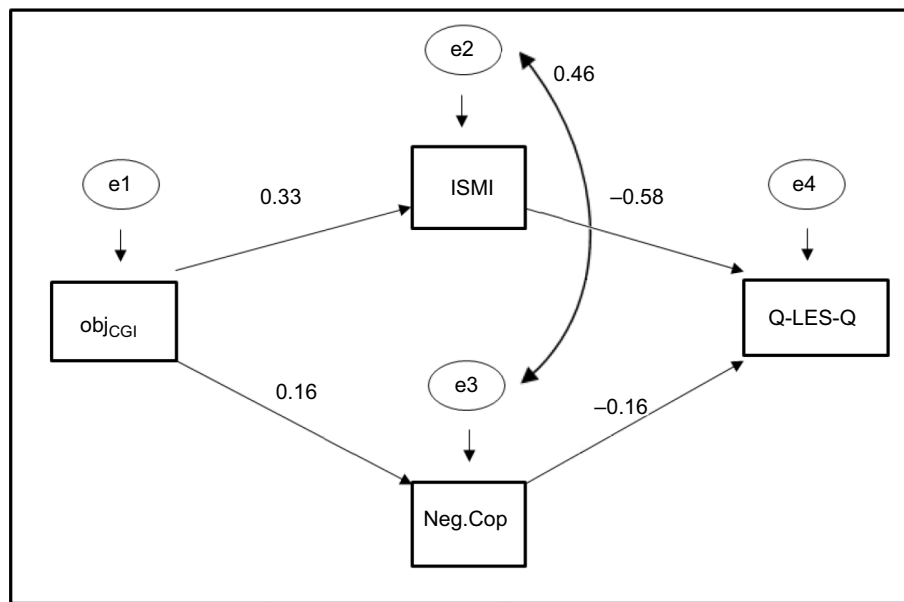 e2
0.46
ISMI
e1
0.33
–0.58
e4
objCGI
Q-LES-Q
e3
0.16
–0.16
Neg.Cop